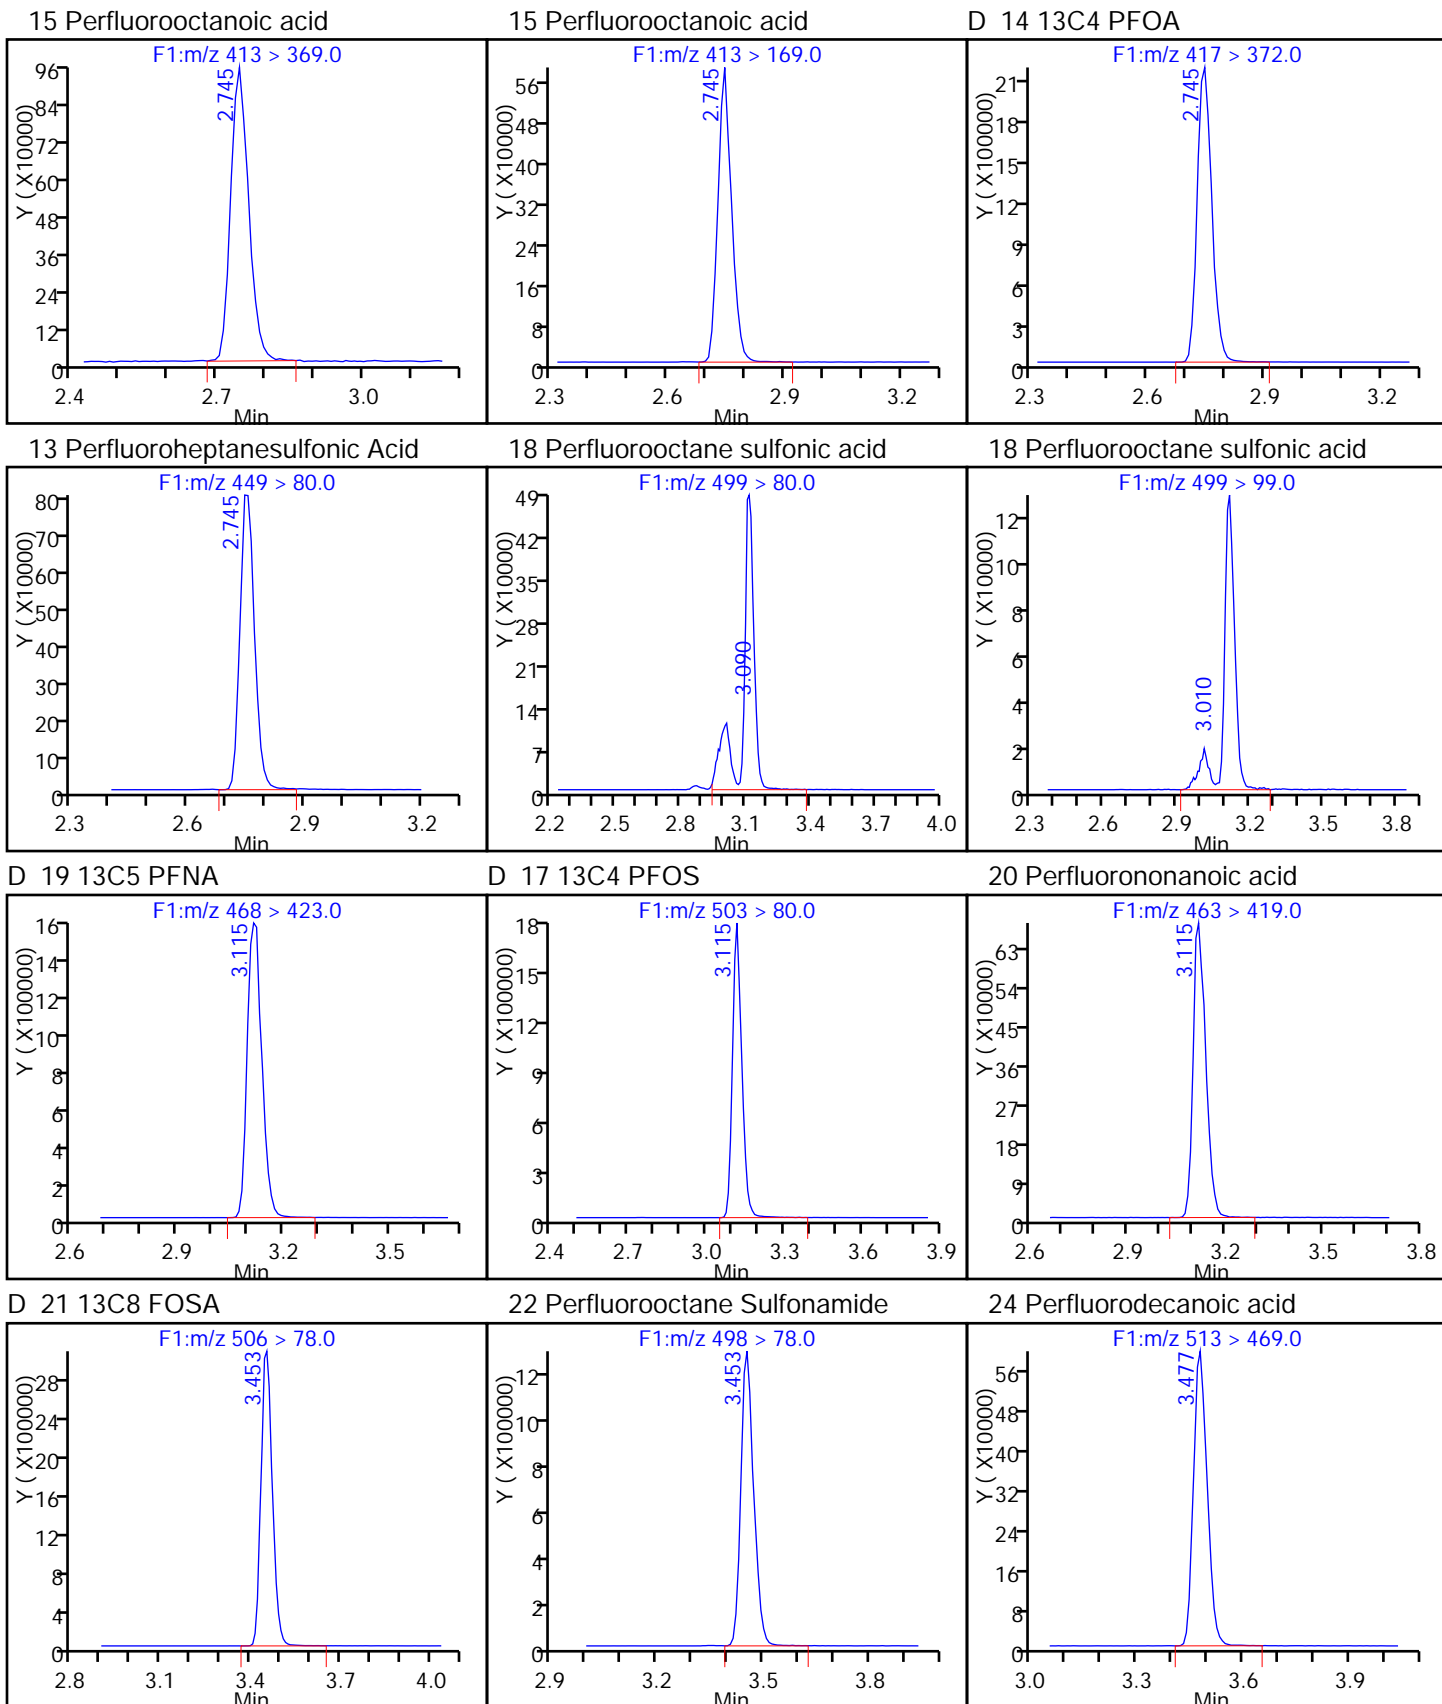 15 Perfluorooctanoic acid
F1:m/z 413 > 369.0
Y ( X10000)
96
84
72
60
48
36
24
12
0
2.745
2.4 2.7 3.0
Min
15 Perfluorooctanoic acid
F1:m/z 413 > 169.0
Y ( X10000)
56
48
40
32
24
16
8
0
2.745
2.3 2.6 2.9 3.2
Min
D 14 13C4 PFOA
F1:m/z 417 > 372.0
Y ( X100000)
21
18
15
12
9
6
3
0
2.745
2.3 2.6 2.9 3.2
Min
13 Perfluoroheptanesulfonic Acid
F1:m/z 449 > 80.0
Y ( X10000)
80
70
60
50
40
30
20
10
0
2.745
2.3 2.6 2.9 3.2
Min
18 Perfluorooctane sulfonic acid
F1:m/z 499 > 80.0
Y ( X10000)
49
42
35
28
21
14
7
0
3.090
2.2 2.5 2.8 3.1 3.4 3.7 4.0
Min
18 Perfluorooctane sulfonic acid
F1:m/z 499 > 99.0
Y ( X10000)
12
10
8
6
4
2
0
3.010
2.3 2.6 2.9 3.2 3.5 3.8
Min
D 19 13C5 PFNA
F1:m/z 468 > 423.0
Y ( X100000)
16
14
12
10
8
6
4
2
0
3.115
2.6 2.9 3.2 3.5
Min
D 17 13C4 PFOS
F1:m/z 503 > 80.0
Y ( X100000)
18
15
12
9
6
3
0
3.115
2.4 2.7 3.0 3.3 3.6 3.9
Min
20 Perfluorononanoic acid
F1:m/z 463 > 419.0
Y ( X10000)
63
54
45
36
27
18
9
0
3.115
2.6 2.9 3.2 3.5 3.8
Min
D 21 13C8 FOSA
F1:m/z 506 > 78.0
Y ( X100000)
28
24
20
16
12
8
4
0
3.453
2.8 3.1 3.4 3.7 4.0
Min
22 Perfluorooctane Sulfonamide
F1:m/z 498 > 78.0
Y ( X100000)
12
10
8
6
4
2
0
3.453
2.9 3.2 3.5 3.8
Min
24 Perfluorodecanoic acid
F1:m/z 513 > 469.0
Y ( X10000)
56
48
40
32
24
16
8
0
3.477
3.0 3.3 3.6 3.9
Min